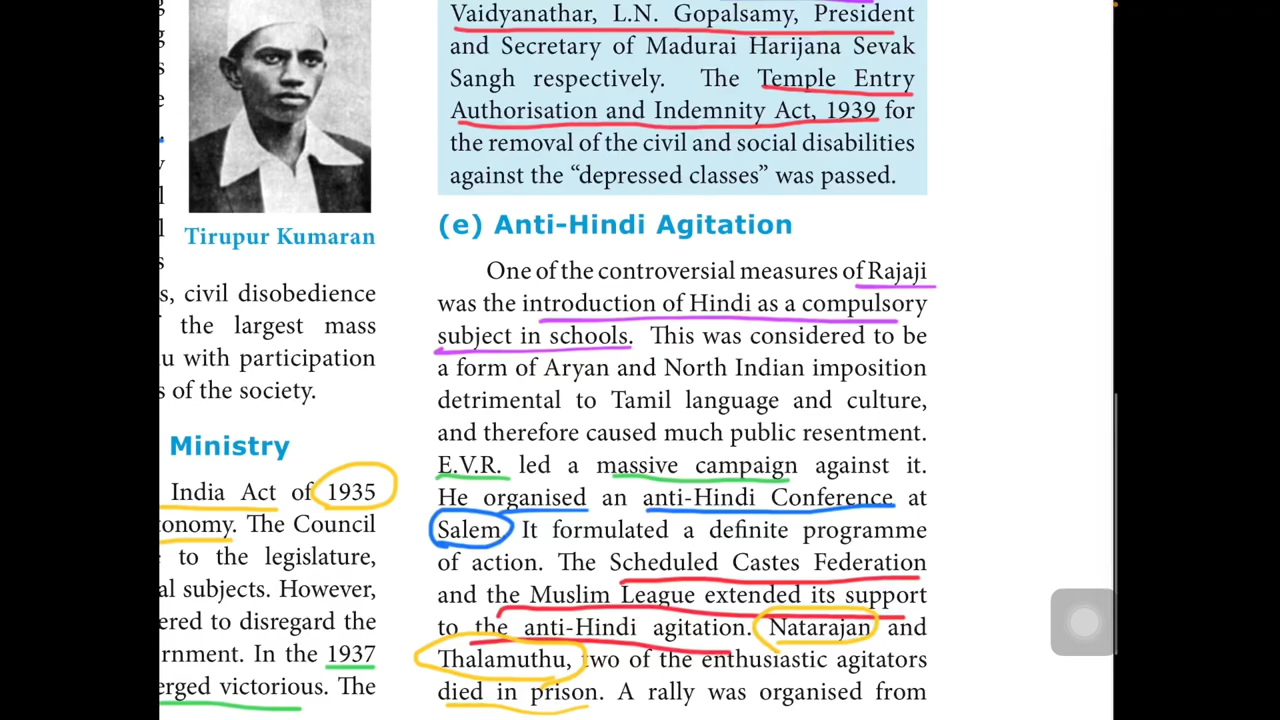 Tirupur Kumaran
s, civil disobedience
the largest mass
u with participation
s of the society.
Ministry
India Act of 1935
tonomy. The Council
to the legislature,
al subjects. However,
ered to disregard the
rnment. In the 1937
erged victorious. The
Vaidyanathar, L.N. Gopalsamy, President
and Secretary of Madurai Harijana Sevak
Sangh respectively. The Temple Entry
Authorisation and Indemnity Act, 1939 for
the removal of the civil and social disabilities
against the “depressed classes” was passed.
(e) Anti-Hindi Agitation
One of the controversial measures of Rajaji
was the introduction of Hindi as a compulsory
subject in schools. This was considered to be
a form of Aryan and North Indian imposition
detrimental to Tamil language and culture,
and therefore caused much public resentment.
E.V.R. led a massive campaign against it.
He organised an anti-Hindi Conference at
Salem. It formulated a definite programme
of action. The Scheduled Castes Federation
and the Muslim League extended its support
to the anti-Hindi agitation. Natarajan and
Thalamuthu, two of the enthusiastic agitators
died in prison. A rally was organised from